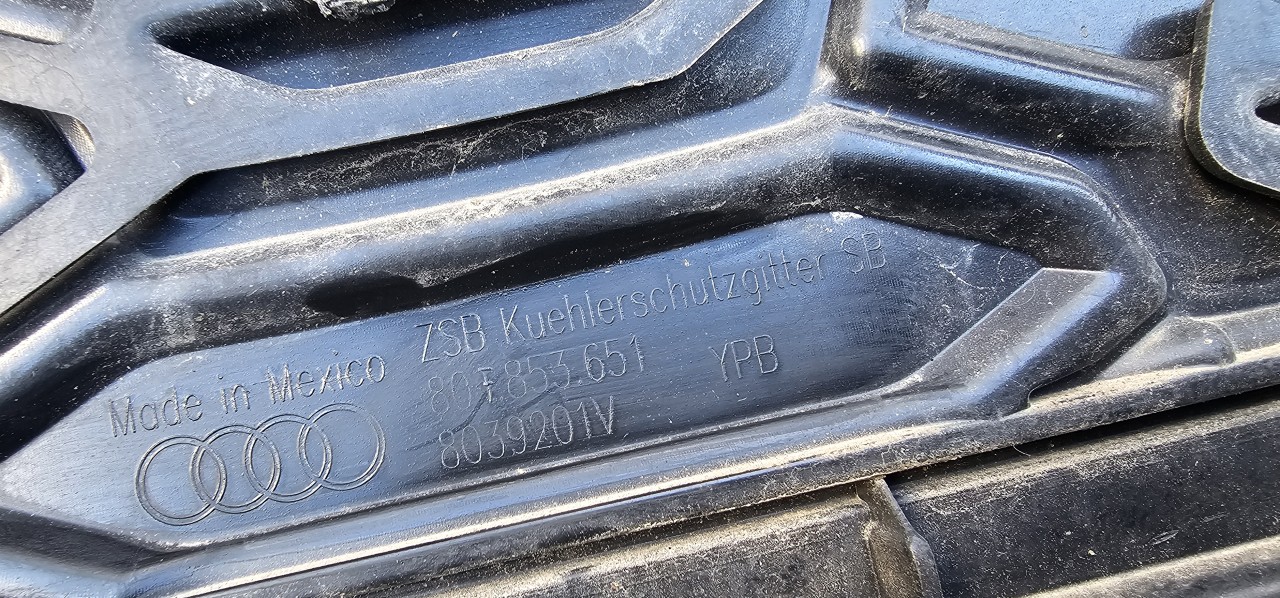 Made in Mexico
ZSB Kuehlerschutzgitter SB
853.651 YPB
8039201V